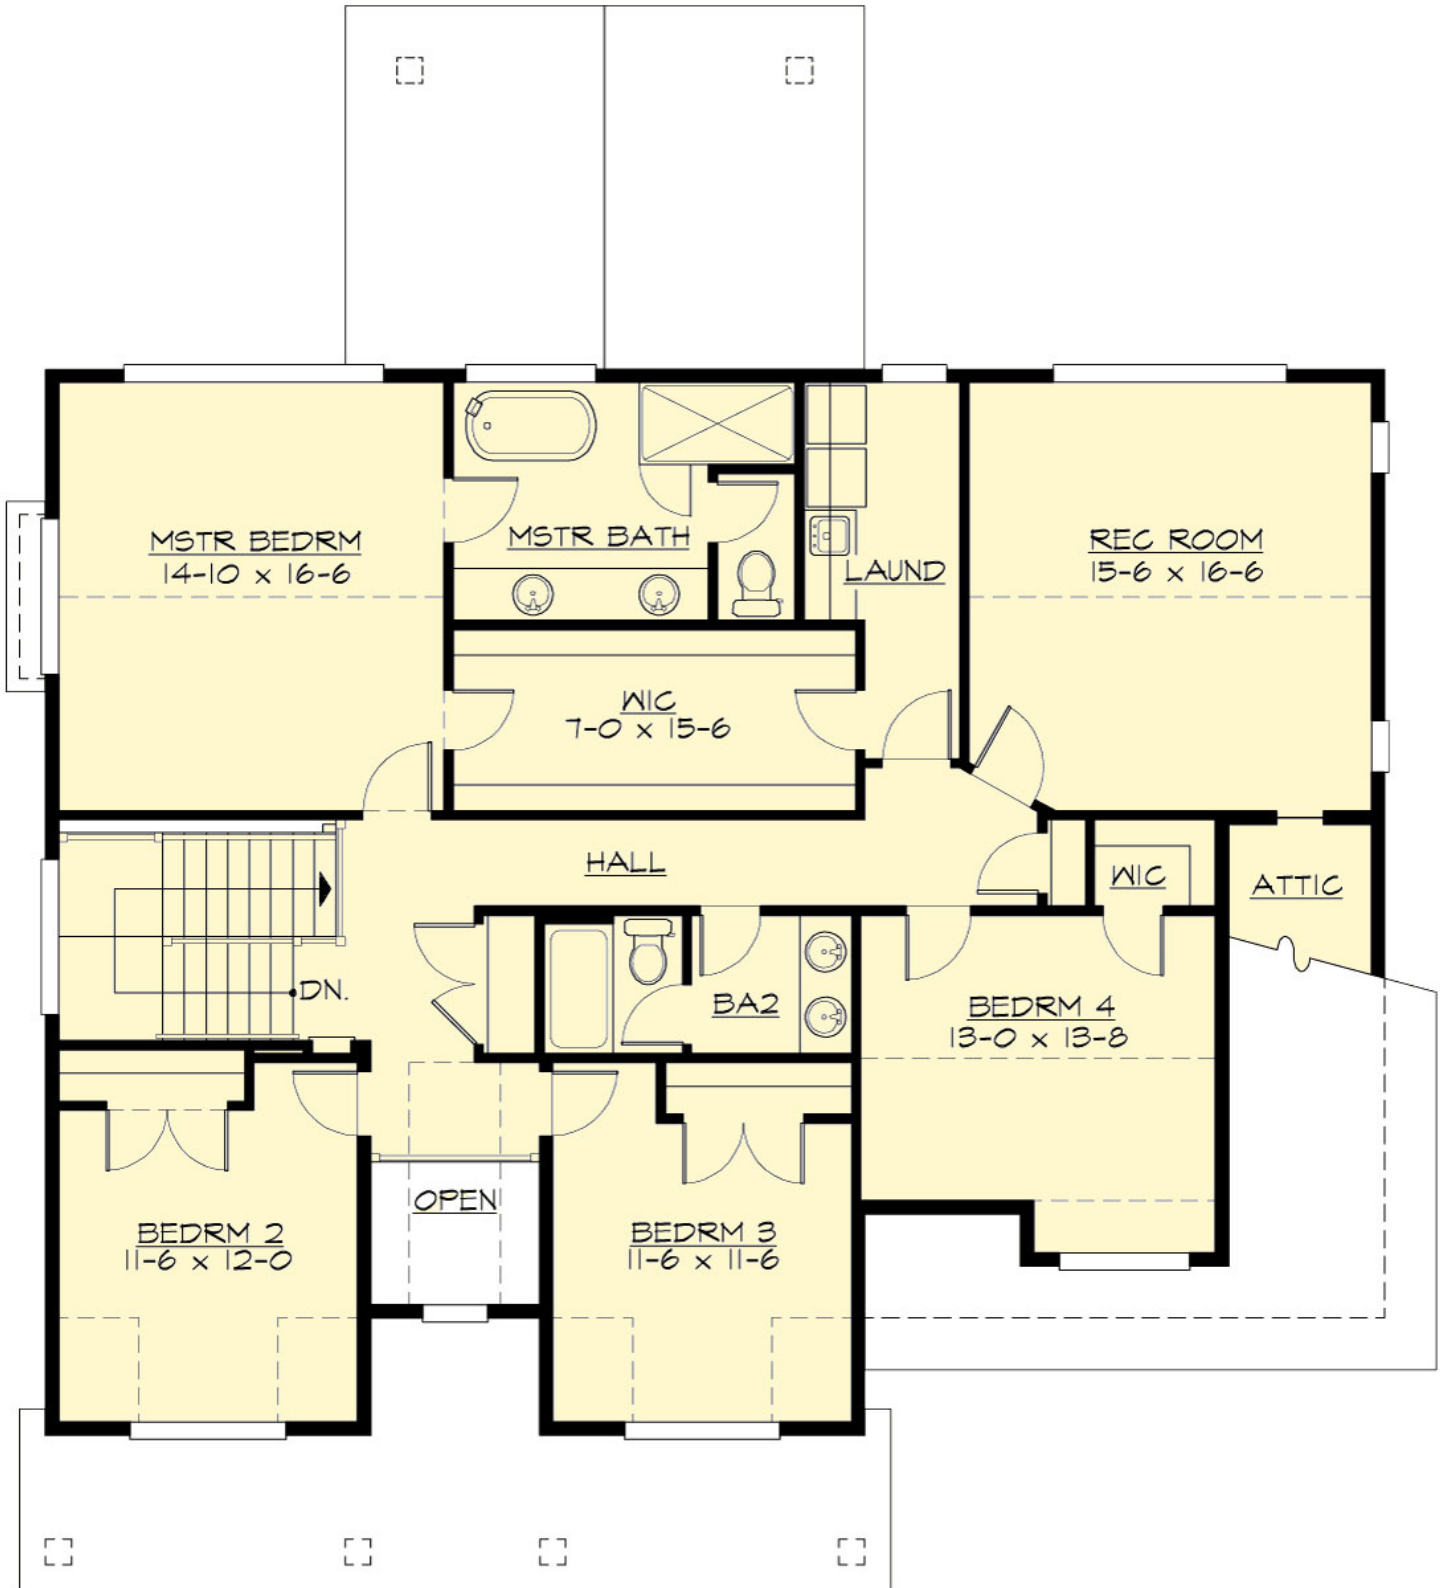 MSTR BEDRM
14-10 x 16-6
MSTR BATH
LAUND
REC ROOM
15-6 x 16-6
WIC
7-0 x 15-6
HALL
WIC
ATTIC
DN.
BA2
BEDRM 4
13-0 x 13-8
OPEN
BEDRM 2
11-6 x 12-0
BEDRM 3
11-6 x 11-6